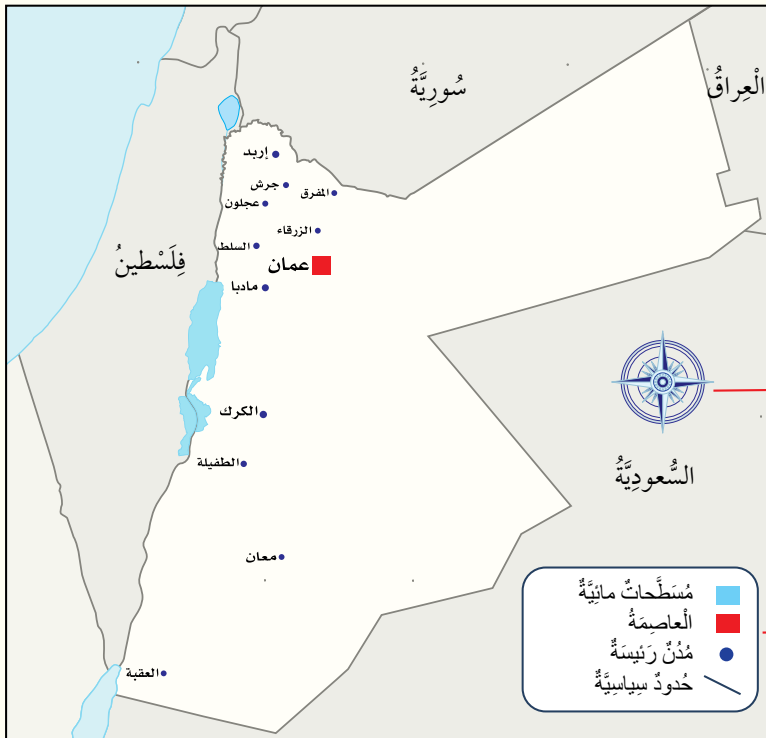 سُورِيَّةُ
الْعِراقُ
إربد
جرش
المفرق
عجلون
الزرقاء
السلط
فِلَسْطينُ
عمان
مادبا
الكرك
الطفيلة
السُّعودِيَّةُ
معان
العقبة
مُسَطَّحاتٌ مائِيَّةٌ
الْعاصِمَةُ
مُدُنٌ رَئيسَةٌ
حُدودٌ سِياسِيَّةٌ